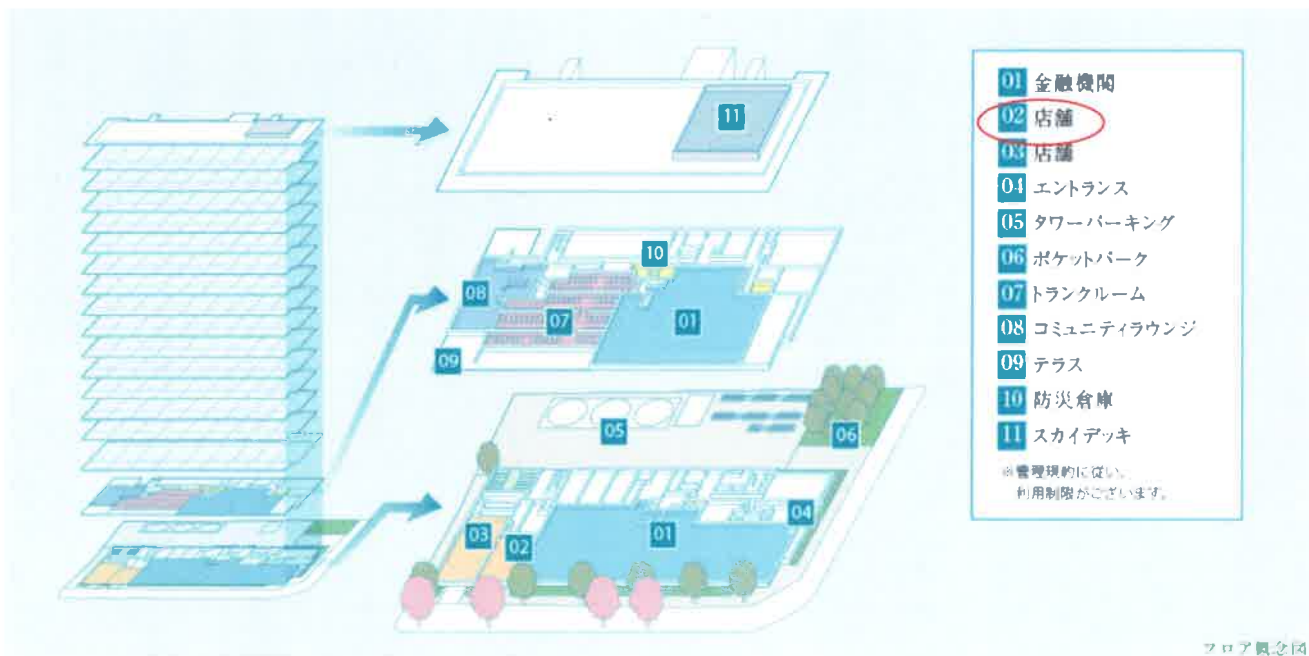 11
10
08
07
01
09
05
06
03
02
01
04
01 金融機関
02 店舗
03 店舗
04 エントランス
05 タワーパーキング
06 ポケットパーク
07 トランクルーム
08 コミュニティラウンジ
09 テラス
10 防災倉庫
11 スカイデッキ
※管理規約に従い、
利用制限がございます。
フロア概念図